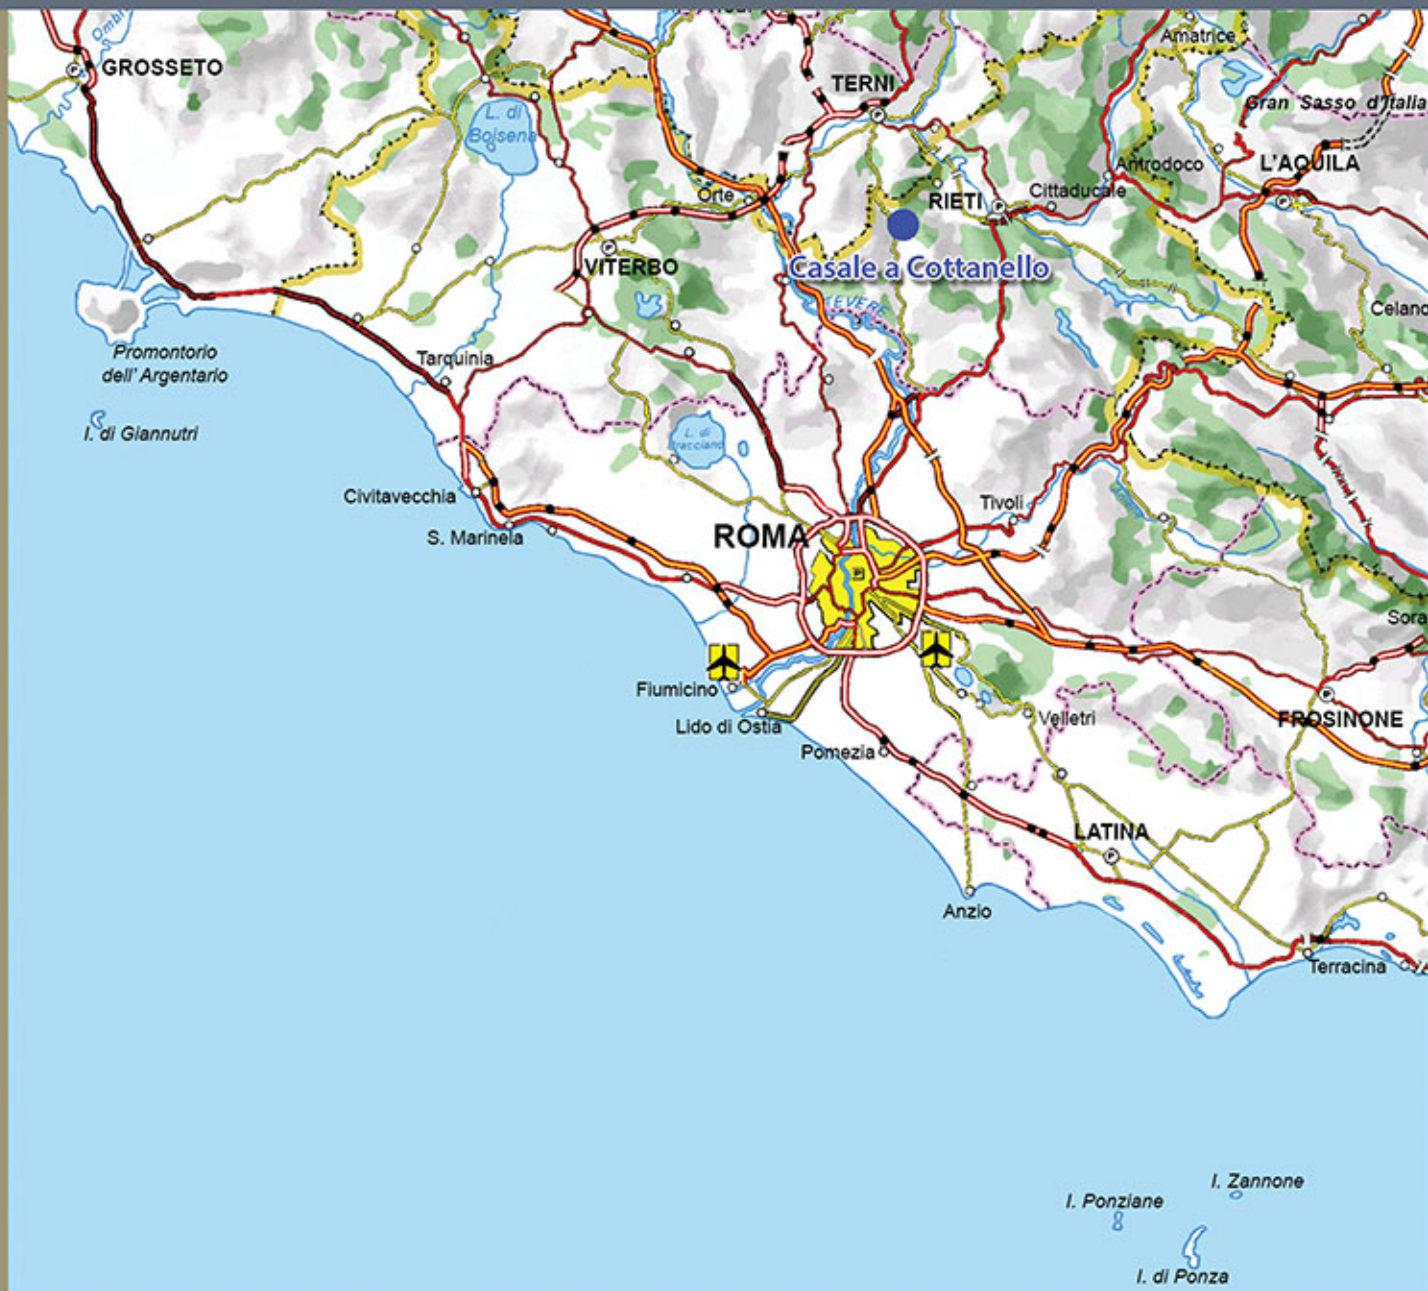 Amatrice
GROSSETO
TERNI
Gran Sasso d'Italia
L. di
Bolsena
L'AQUILA
Antrodoco
Orte
RIETI
Cittaducale
VITERBO
Casale a Cottanello
TEVERE
Celano
Promontorio
dell' Argentario
Tarquinia
I. di Giannutri
L. di
Bracciano
Civitavecchia
Tivoli
S. Marinela
ROMA
P
Sora
Fiumicino
Velletri
FROSINONE
Lido di Ostia
Pomezia
LATINA
Anzio
Terracina
I. Zannone
I. Ponziane
I. di Ponza